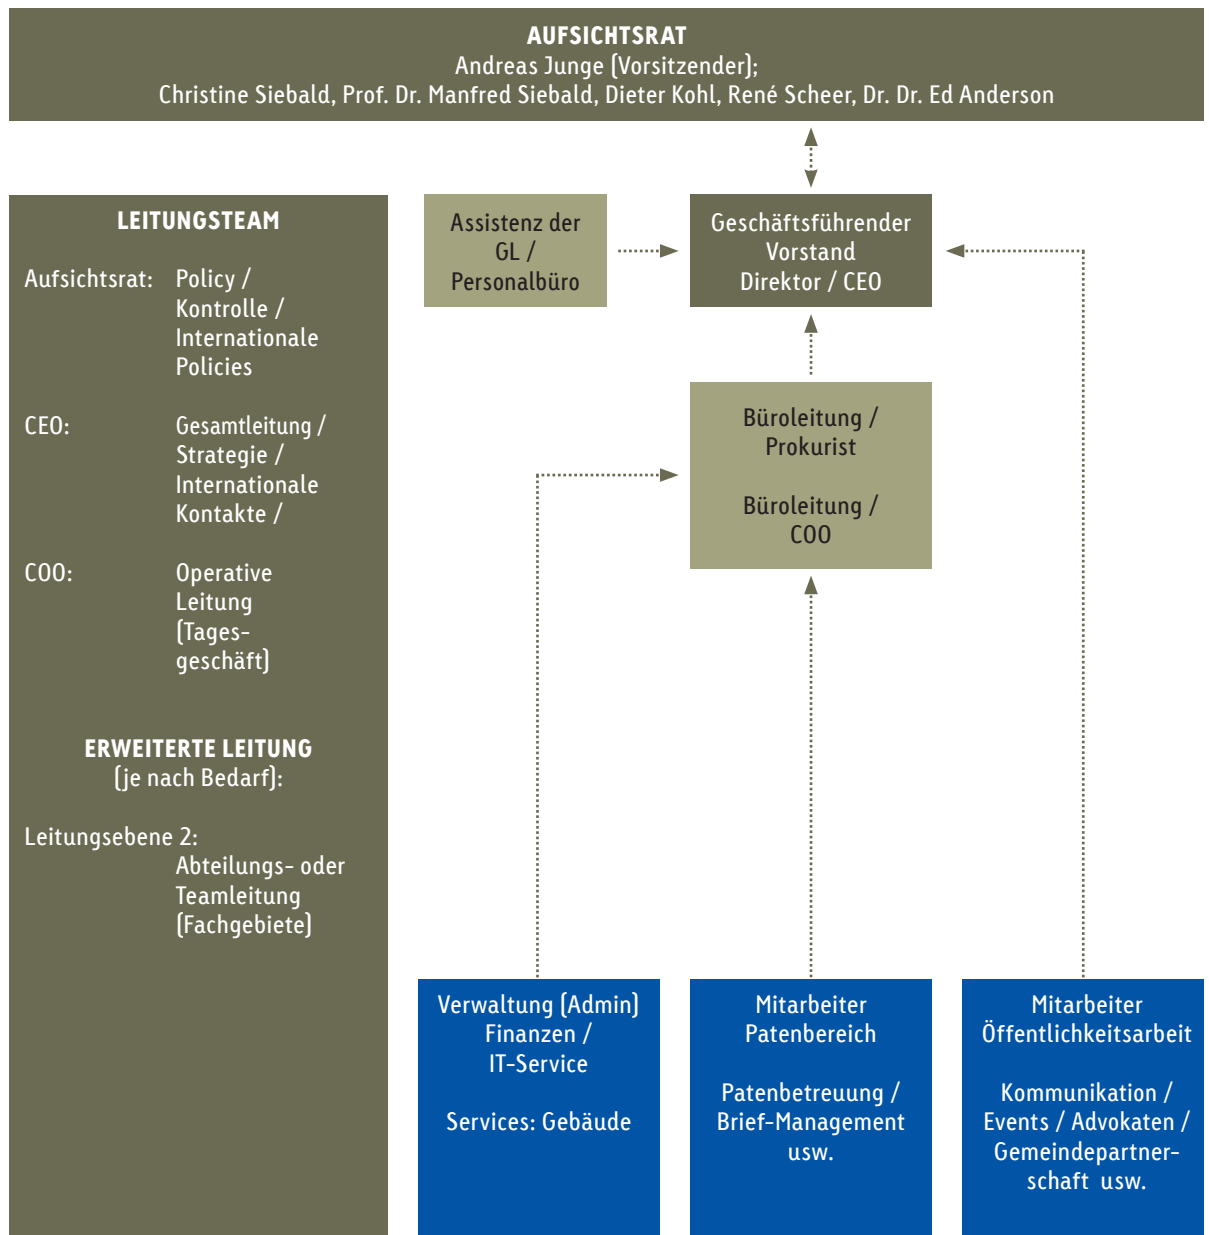 AUFSICHTSRAT
Andreas Junge (Vorsitzender);
Christine Siebald, Prof. Dr. Manfred Siebald, Dieter Kohl, René Scheer, Dr. Dr. Ed Anderson
LEITUNGSTEAM
Aufsichtsrat: Policy /
Kontrolle /
Internationale
Policies
CEO: Gesamtleitung /
Strategie /
Internationale
Kontakte /
COO: Operative
Leitung
(Tages-
geschäft)
ERWEITERTE LEITUNG
(je nach Bedarf):
Leitungsebene 2:
Abteilungs- oder
Teamleitung
(Fachgebiete)
Assistenz der
GL /
Personalbüro
Geschäftsführender
Vorstand
Direktor / CEO
Büroleitung /
Prokurist
Büroleitung /
COO
Verwaltung (Admin)
Finanzen /
IT-Service
Services: Gebäude
Mitarbeiter
Patenbereich
Patenbetreuung /
Brief-Management
usw.
Mitarbeiter
Öffentlichkeitsarbeit
Kommunikation /
Events / Advokaten /
Gemeindepartner-
schaft usw.